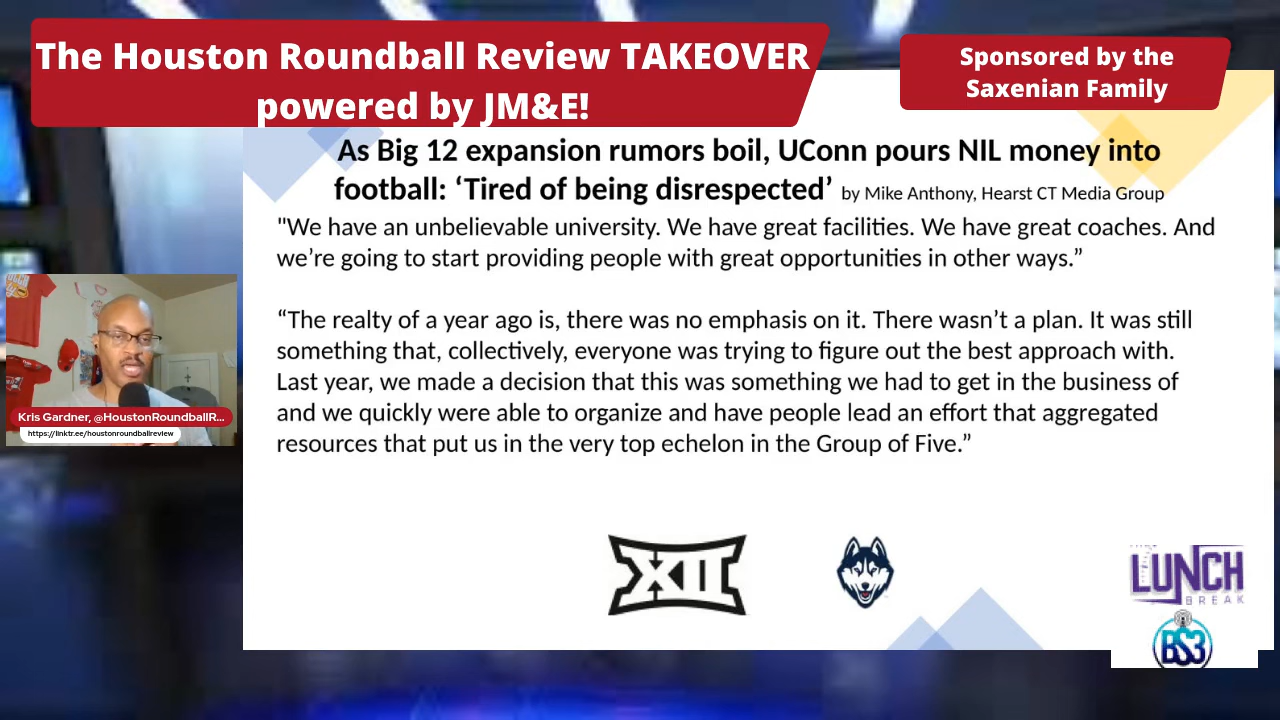 The Houston Roundball Review TAKEOVER
powered by JM&E!
Sponsored by the
Saxenian Family
As Big 12 expansion rumors boil, UConn pours NIL money into
football: ‘Tired of being disrespected’ by Mike Anthony, Hearst CT Media Group
"We have an unbelievable university. We have great facilities. We have great coaches. And
we’re going to start providing people with great opportunities in other ways.”
“The realty of a year ago is, there was no emphasis on it. There wasn’t a plan. It was still
something that, collectively, everyone was trying to figure out the best approach with.
Last year, we made a decision that this was something we had to get in the business of
and we quickly were able to organize and have people lead an effort that aggregated
resources that put us in the very top echelon in the Group of Five.”
Kris Gardner, @HoustonRoundballR...
https://linktr.ee/houstonroundballreview
XII
LUNCH
BREAK
BS3